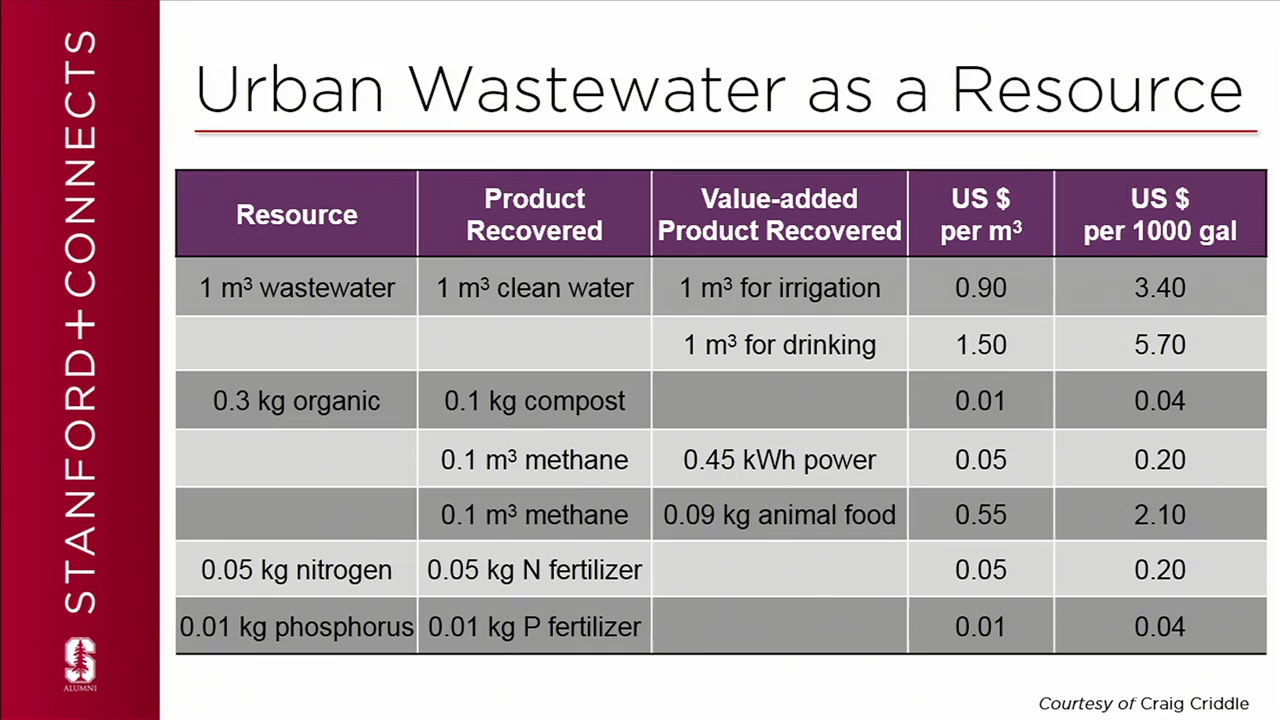 STANFORD+CONNECTS
S
ALUMNI
Urban Wastewater as a Resource
Resource
Product Recovered
Value-added Product Recovered
US $ per m³
US $ per 1000 gal
1 m³ wastewater 1 m³ clean water 1 m³ for irrigation 0.90 3.40
1 m³ for drinking 1.50 5.70
0.3 kg organic 0.1 kg compost 0.01 0.04
0.1 m³ methane 0.45 kWh power 0.05 0.20
0.1 m³ methane 0.09 kg animal food 0.55 2.10
0.05 kg nitrogen 0.05 kg N fertilizer 0.05 0.20
0.01 kg phosphorus 0.01 kg P fertilizer 0.01 0.04
Courtesy of Craig Criddle